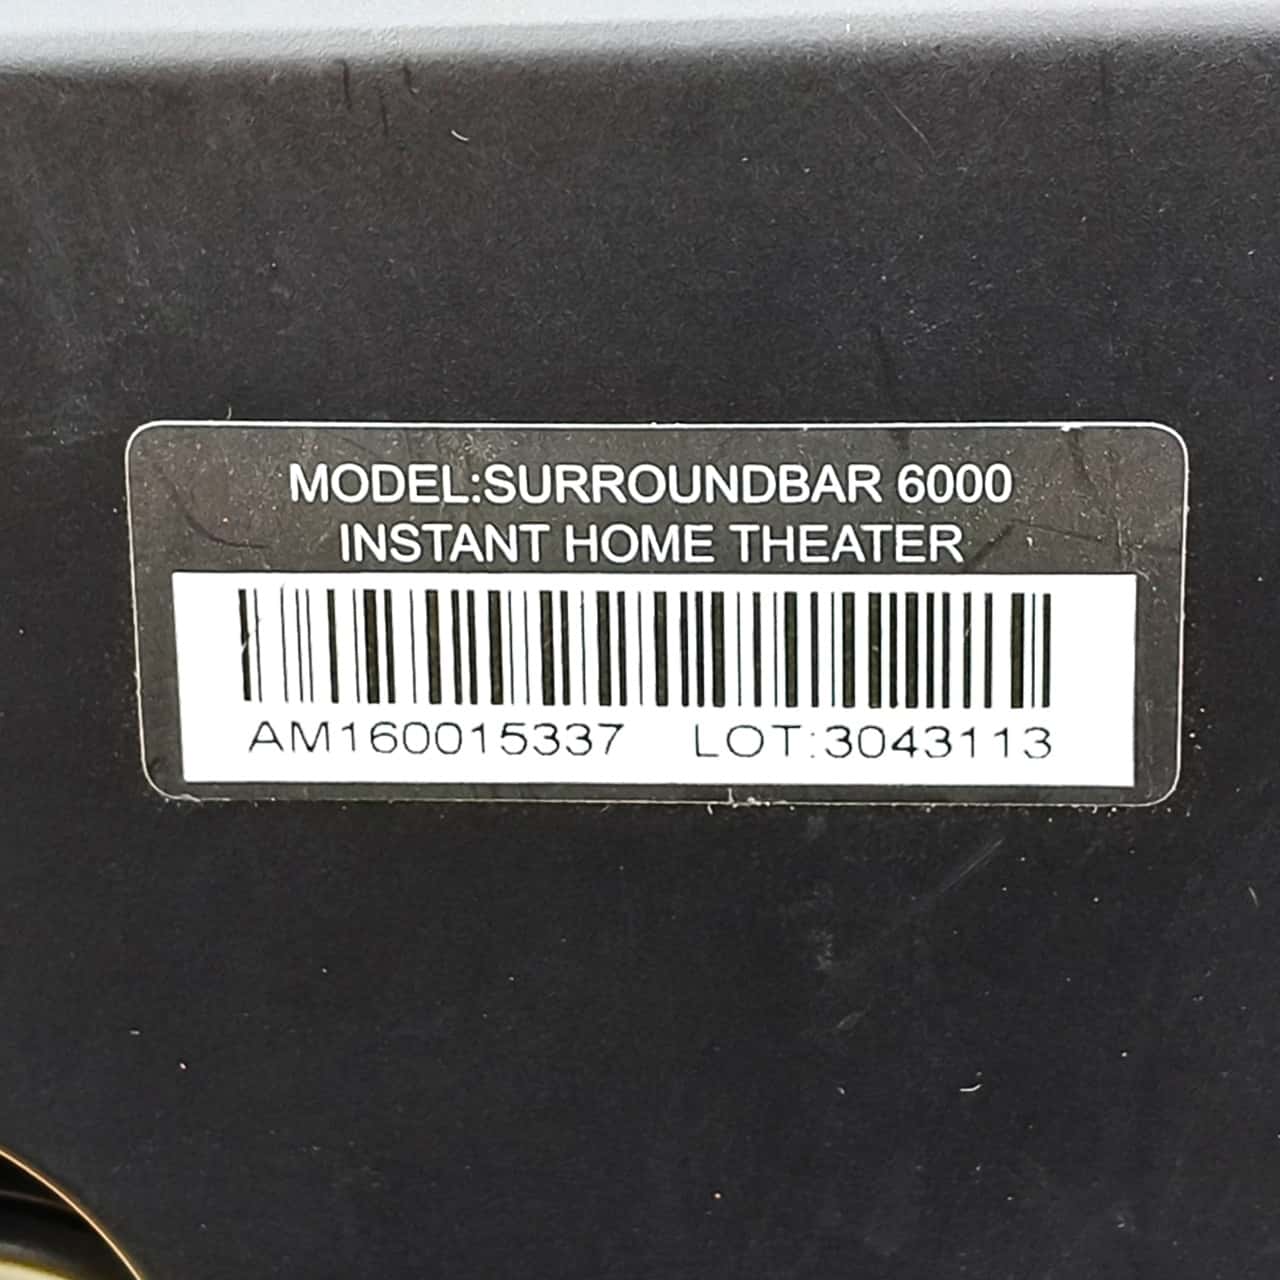 MODEL:SURROUNDBAR 6000
INSTANT HOME THEATER
AM160015337 LOT:3043113